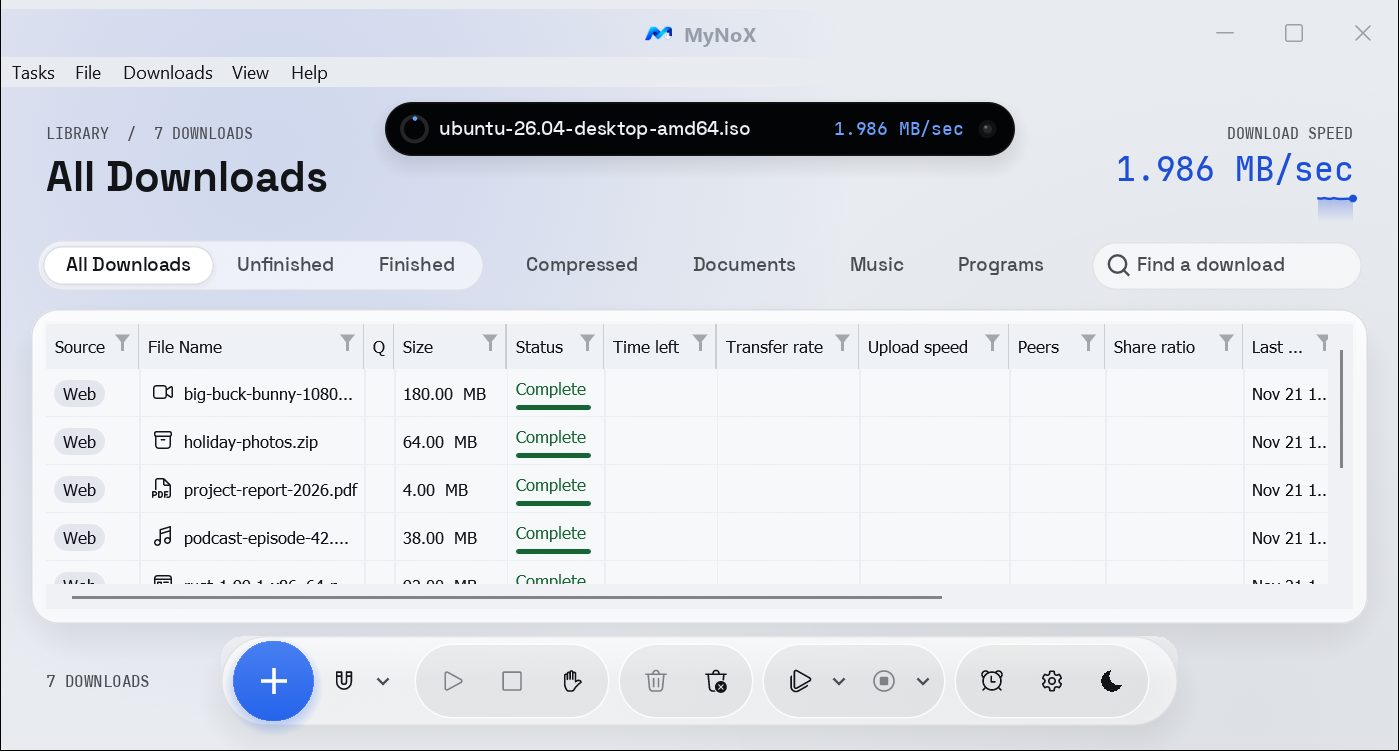 MyNoX
Tasks File Downloads View Help
ubuntu-26.04-desktop-amd64.iso 1.986 MB/sec
LIBRARY / 7 DOWNLOADS
All Downloads
DOWNLOAD SPEED
1.986 MB/sec
All Downloads Unfinished Finished Compressed Documents Music Programs Find a download
Source File Name Q Size Status Time left Transfer rate Upload speed Peers Share ratio Last ...
Web big-buck-bunny-1080... 180.00 MB Complete Nov 21 1..
Web holiday-photos.zip 64.00 MB Complete Nov 21 1..
Web project-report-2026.pdf 4.00 MB Complete Nov 21 1..
Web podcast-episode-42.... 38.00 MB Complete Nov 21 1..
Web Complete
7 DOWNLOADS